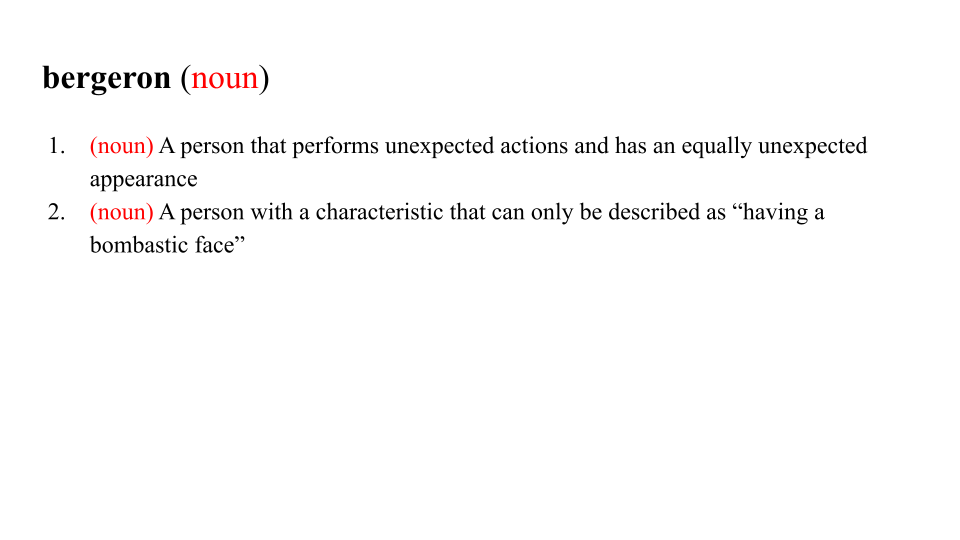 bergeron (noun)
1. (noun) A person that performs unexpected actions and has an equally unexpected
appearance
2. (noun) A person with a characteristic that can only be described as “having a
bombastic face”